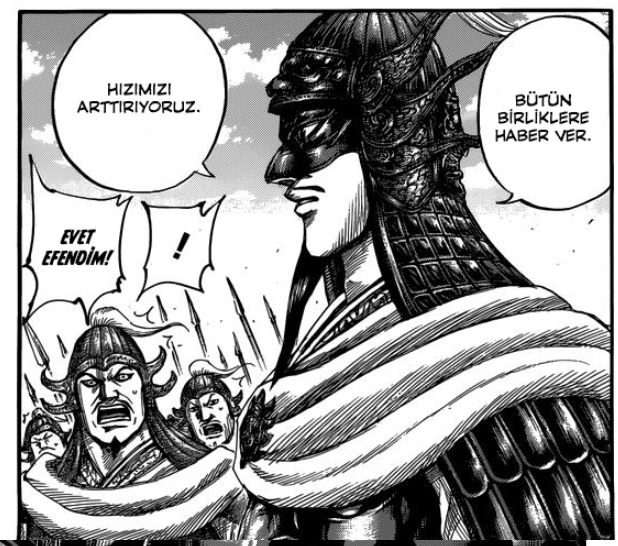 BÜTÜN
BİRLİKLERE
HABER VER.
HIZIMIZI
ARTTIRIYORUZ.
!
EVET
EFENDİM!